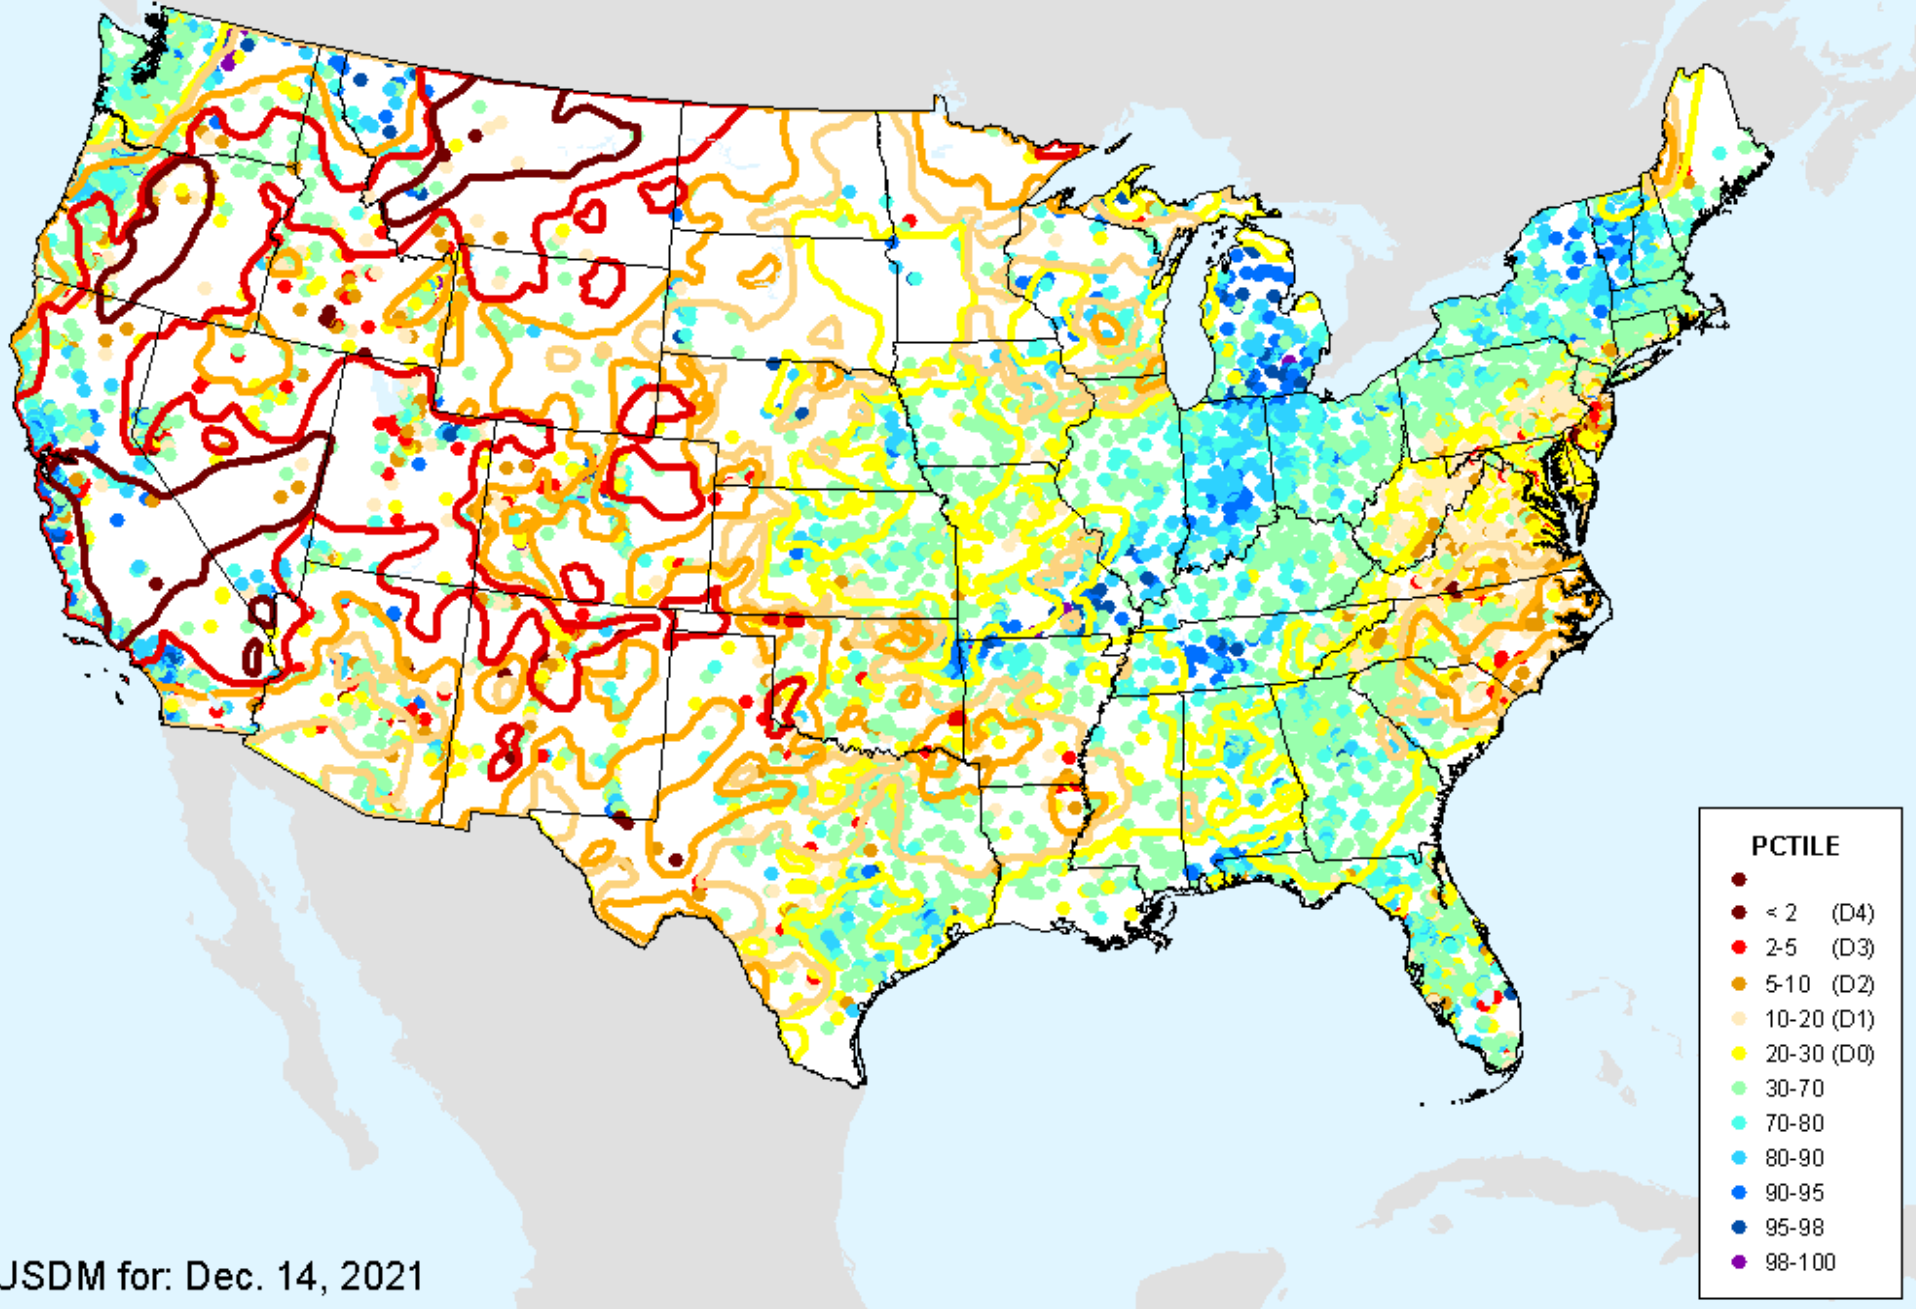 PCTILE
< 2 (D4)
2-5 (D3)
5-10 (D2)
10-20 (D1)
20-30 (D0)
30-70
70-80
80-90
90-95
95-98
98-100
USDM for: Dec. 14, 2021